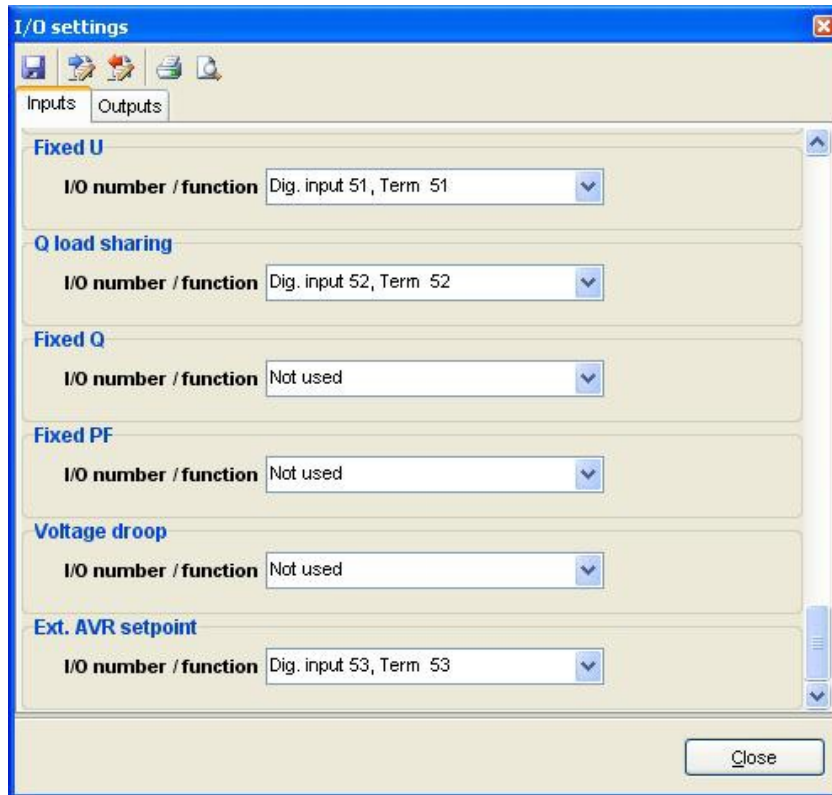 I/O settings
Inputs Outputs
Fixed U
I/O number / function Dig. input 51, Term 51
Q load sharing
I/O number / function Dig. input 52, Term 52
Fixed Q
I/O number / function Not used
Fixed PF
I/O number / function Not used
Voltage droop
I/O number / function Not used
Ext. AVR setpoint
I/O number / function Dig. input 53, Term 53
Close